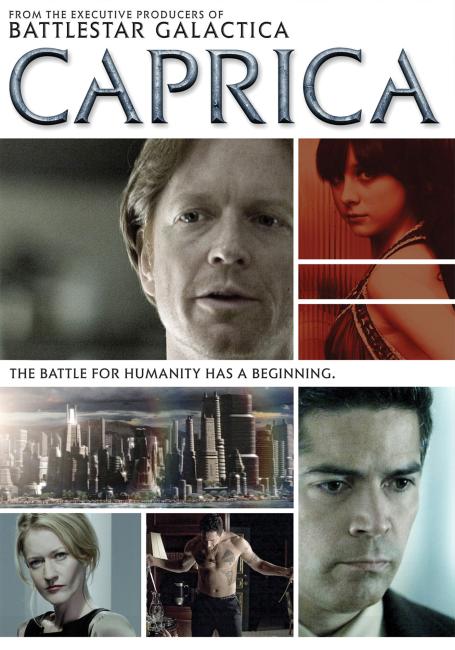 FROM THE EXECUTIVE PRODUCERS OF
BATTLESTAR GALACTICA
CAPRICA
THE BATTLE FOR HUMANITY HAS A BEGINNING.